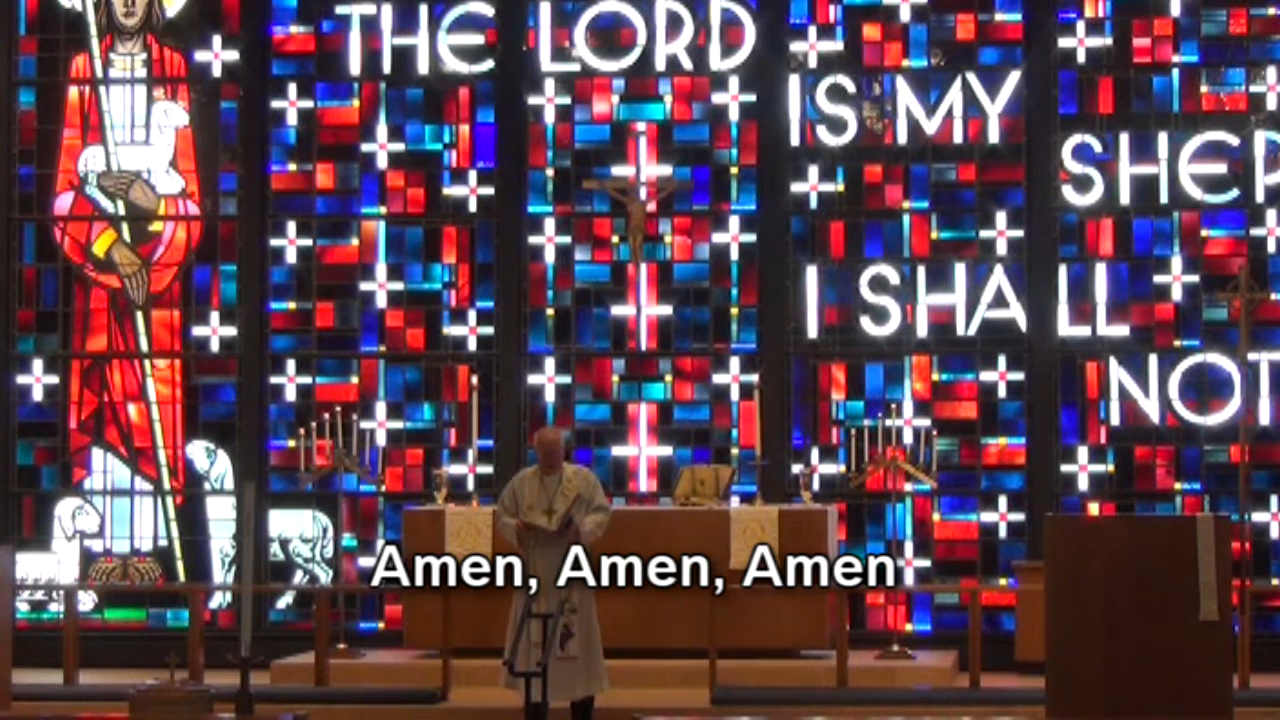 THE LORD
IS MY
SHEP
I SHALL
NOT
Amen, Amen, Amen